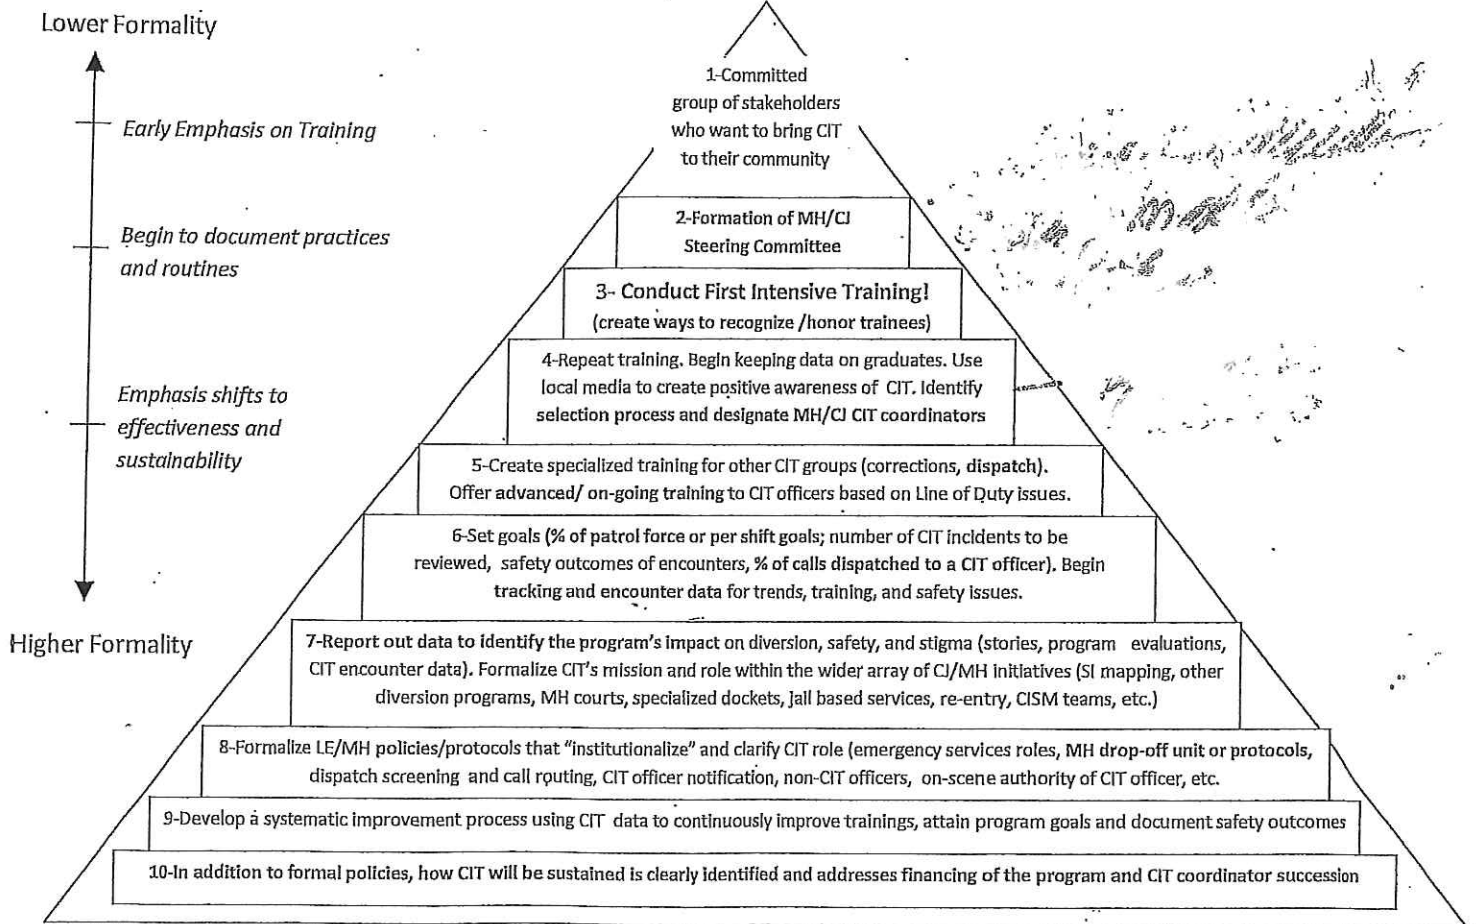 Lower Formality
Early Emphasis on Training
Begin to document practices
and routines
Emphasis shifts to
effectiveness and
sustainability
Higher Formality
1-Committed
group of stakeholders
who want to bring CIT
to their community
2-Formation of MH/CJ
Steering Committee
3- Conduct First Intensive Training!
(create ways to recognize /honor trainees)
4-Repeat training. Begin keeping data on graduates. Use
local media to create positive awareness of CIT. Identify
selection process and designate MH/CJ CIT coordinators
5-Create specialized training for other CIT groups (corrections, dispatch).
Offer advanced/ on-going training to CIT officers based on Line of Duty issues.
6-Set goals (% of patrol force or per shift goals; number of CIT incidents to be
reviewed, safety outcomes of encounters, % of calls dispatched to a CIT officer). Begin
tracking and encounter data for trends, training, and safety issues.
7-Report out data to identify the program's impact on diversion, safety, and stigma (stories, program evaluations,
CIT encounter data). Formalize CIT's mission and role within the wider array of CJ/MH initiatives (SI mapping, other
diversion programs, MH courts, specialized dockets, jail based services, re-entry, CISM teams, etc.)
8-Formalize LE/MH policies/protocols that "institutionalize" and clarify CIT role (emergency services roles, MH drop-off unit or protocols,
dispatch screening and call routing, CIT officer notification, non-CIT officers, on-scene authority of CIT officer, etc.
9-Develop a systematic improvement process using CIT data to continuously improve trainings, attain program goals and document safety outcomes
10-In addition to formal policies, how CIT will be sustained is clearly identified and addresses financing of the program and CIT coordinator succession